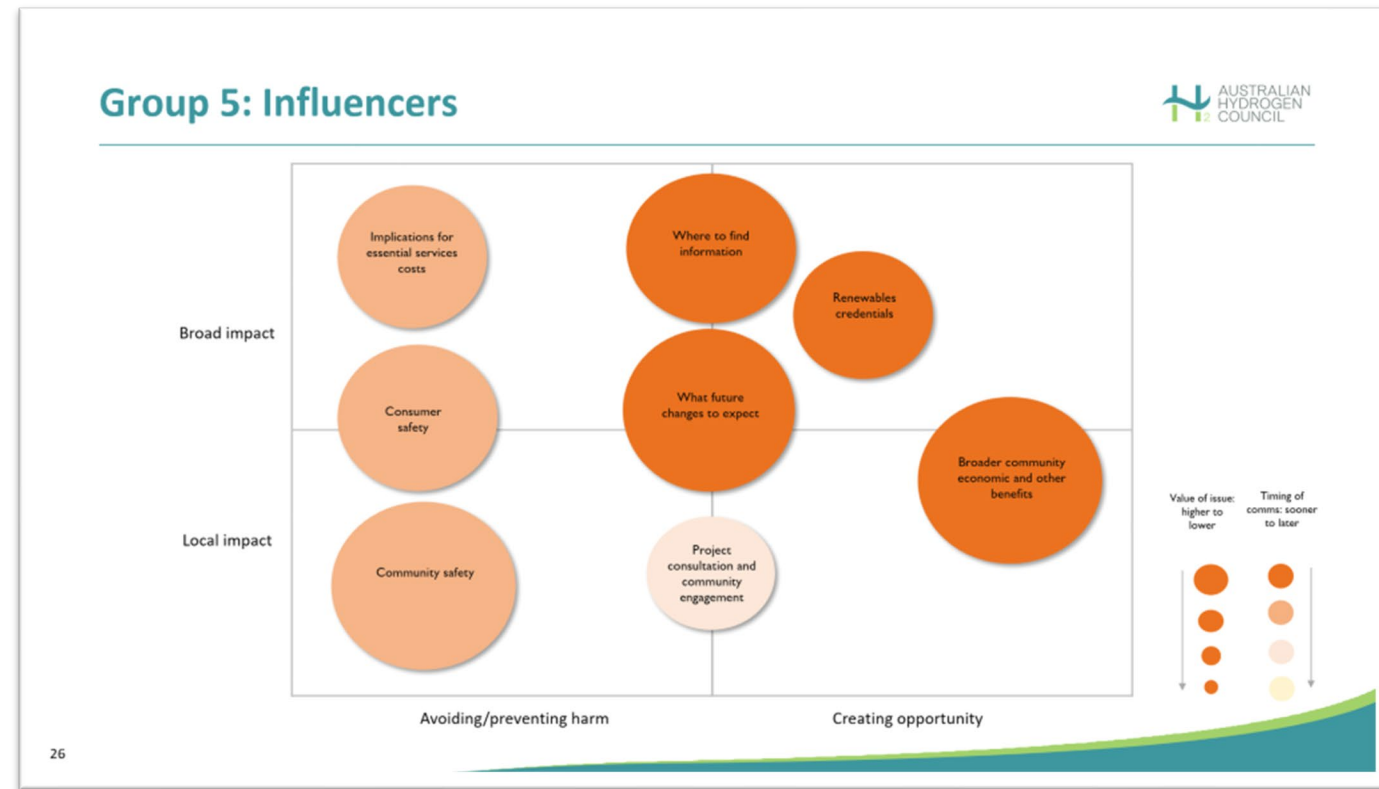 Group 5: Influencers
AUSTRALIAN
HYDROGEN
COUNCIL
H2
Broad impact
Local impact
Implications for
essential services
costs
Where to find
information
Renewables
credentials
Consumer
safety
What future
changes to expect
Broader community
economic and other
benefits
Community safety
Project
consultation and
community
engagement
Value of issue:
higher to
lower
Timing of
comms: sooner
to later
Avoiding/preventing harm
Creating opportunity
26